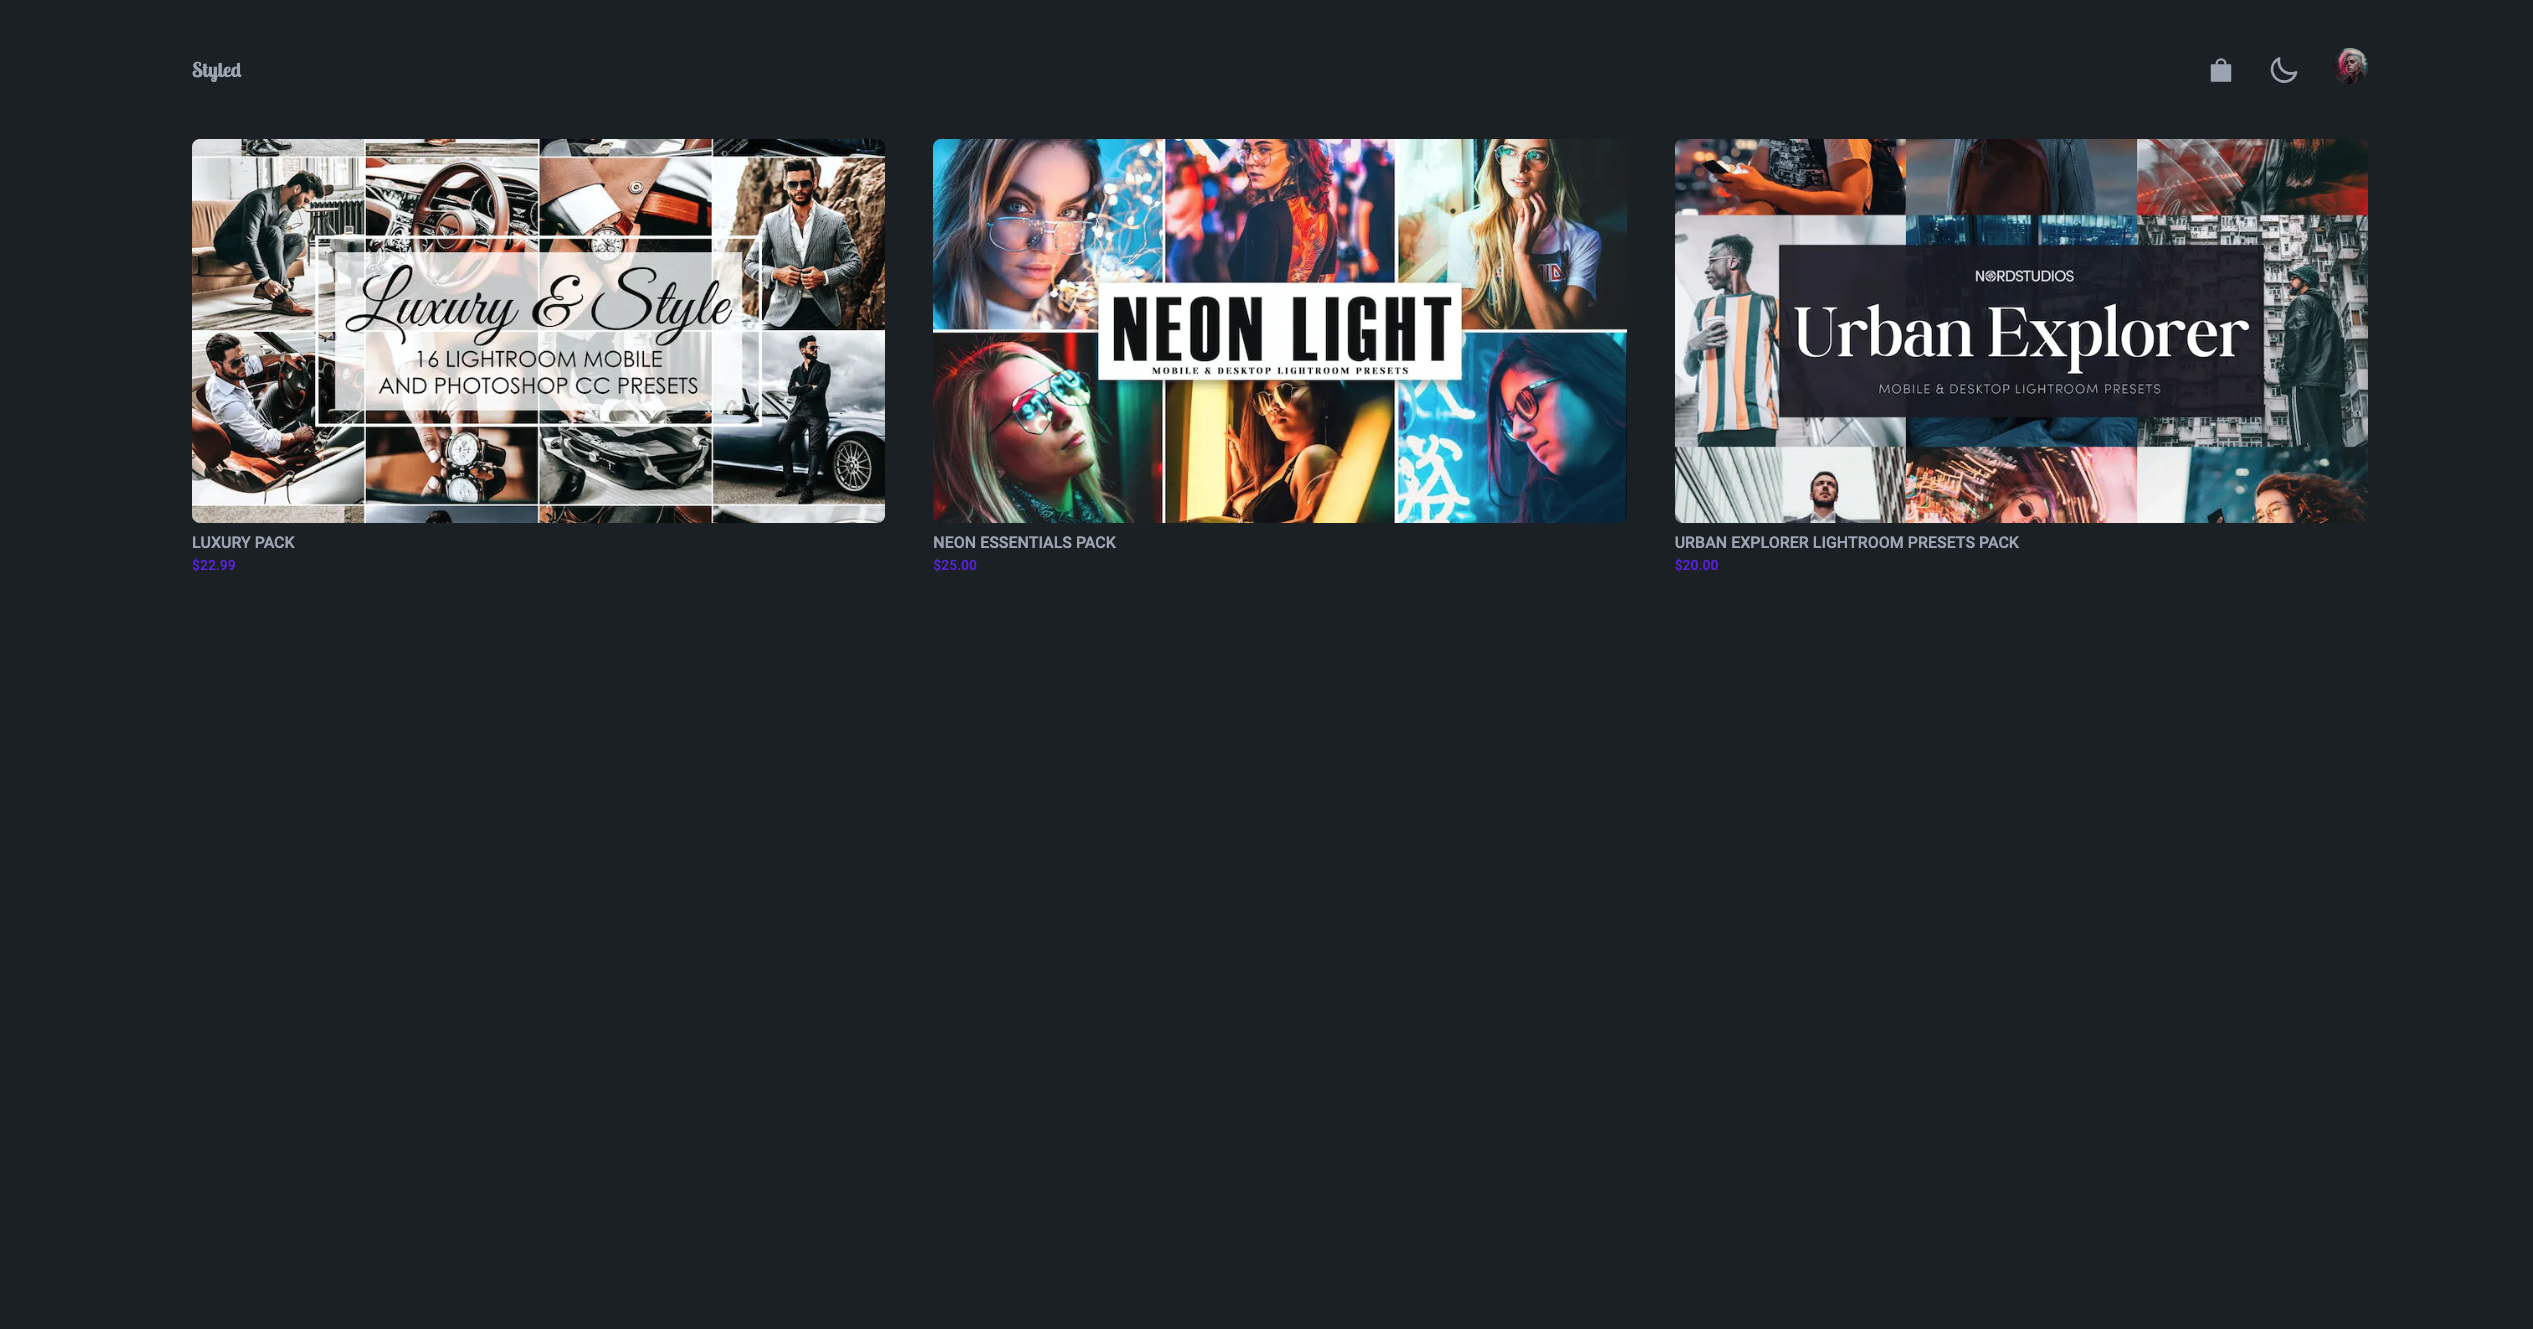 Styled
Luxury & Style
16 LIGHTROOM MOBILE
AND PHOTOSHOP CC PRESETS
NEON LIGHT
MOBILE & DESKTOP LIGHTROOM PRESETS
NORDSTUDIOS
Urban Explorer
MOBILE & DESKTOP LIGHTROOM PRESETS
LUXURY PACK
$22.99
NEON ESSENTIALS PACK
$25.00
URBAN EXPLORER LIGHTROOM PRESETS PACK
$20.00